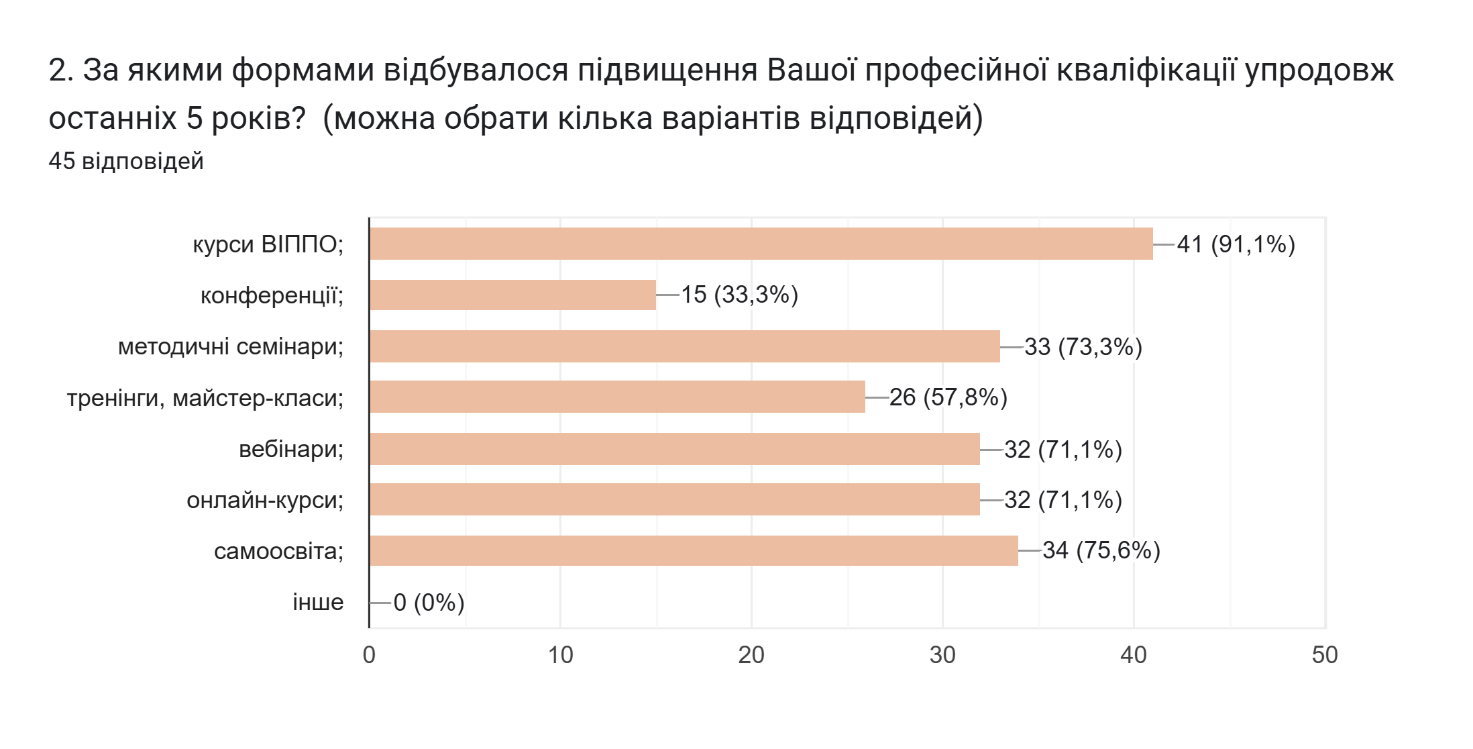 2. За якими формами відбувалося підвищення Вашої професійної кваліфікації упродовж
останніх 5 років?  (можна обрати кілька варіантів відповідей)
45 відповідей
курси ВІППО; 41 (91,1%)
конференції; 15 (33,3%)
методичні семінари; 33 (73,3%)
тренінги, майстер-класи; 26 (57,8%)
вебінари; 32 (71,1%)
онлайн-курси; 32 (71,1%)
самоосвіта; 34 (75,6%)
інше 0 (0%)
0 10 20 30 40 50